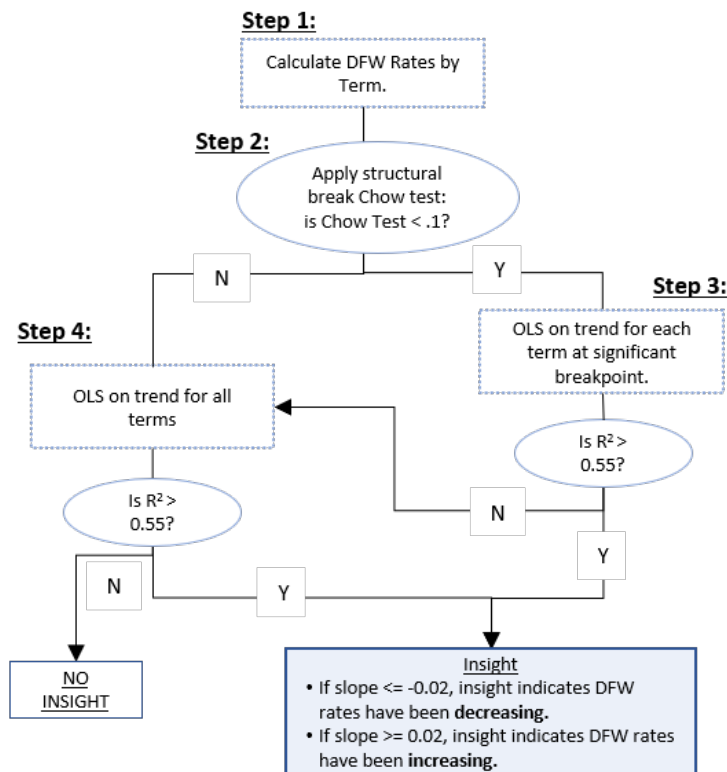 Step 1:
Calculate DFW Rates by
Term.
Step 2:
Apply structural
break Chow test:
is Chow Test < .1?
N
Y
Step 3:
OLS on trend for each
term at significant
breakpoint.
Step 4:
OLS on trend for all
terms
Is R² >
0.55?
N
Y
Is R² >
0.55?
N
Y
NO
INSIGHT
Insight
• If slope <= -0.02, insight indicates DFW
rates have been decreasing.
• If slope >= 0.02, insight indicates DFW rates
have been increasing.